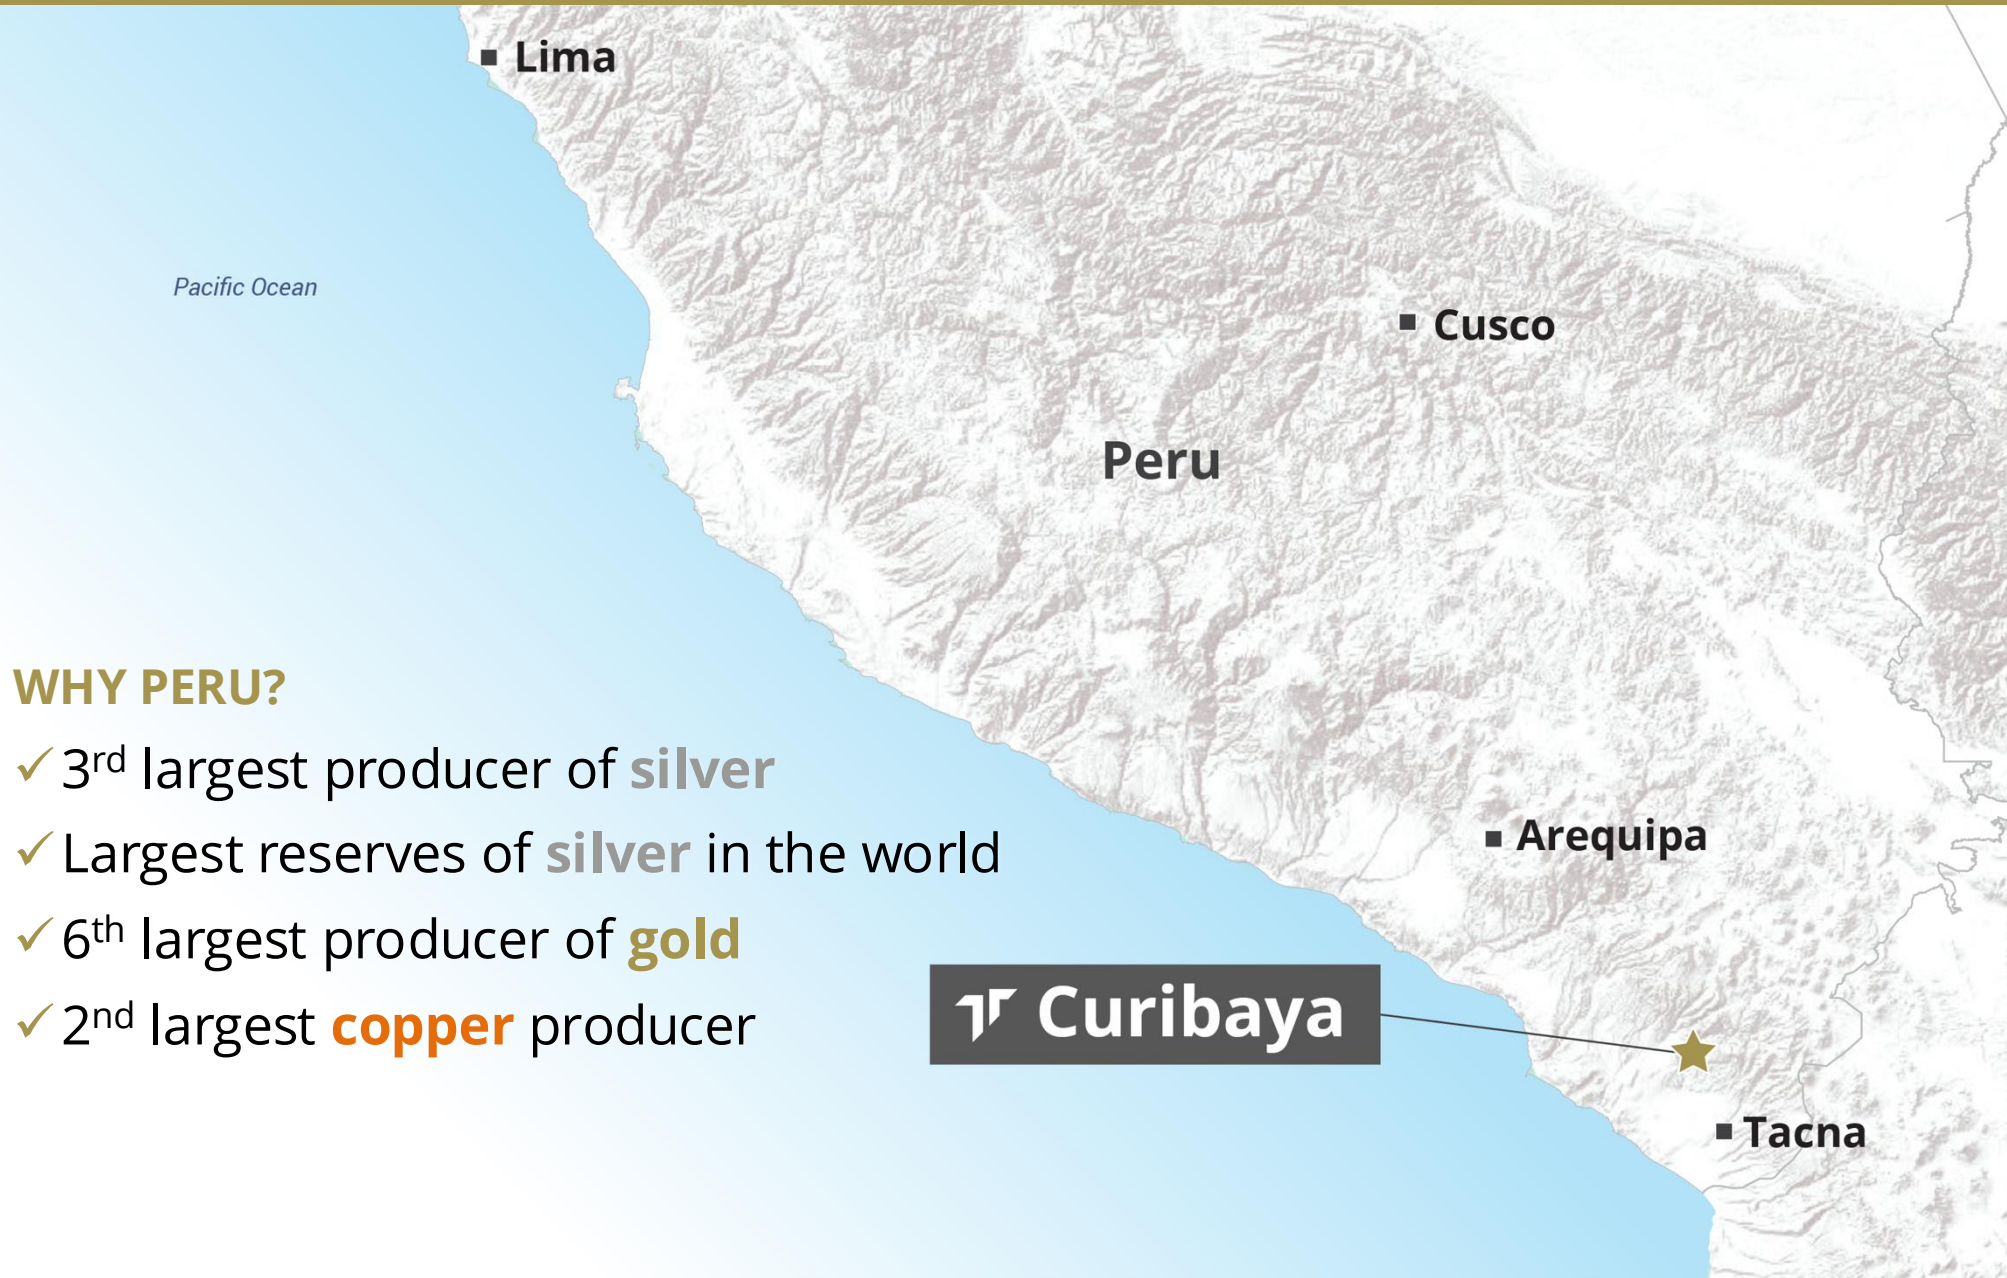 Lima
Pacific Ocean
Cusco
Peru
WHY PERU?
✓ 3rd largest producer of silver
✓ Largest reserves of silver in the world
✓ 6th largest producer of gold
✓ 2nd largest copper producer
Arequipa
Curibaya
Tacna